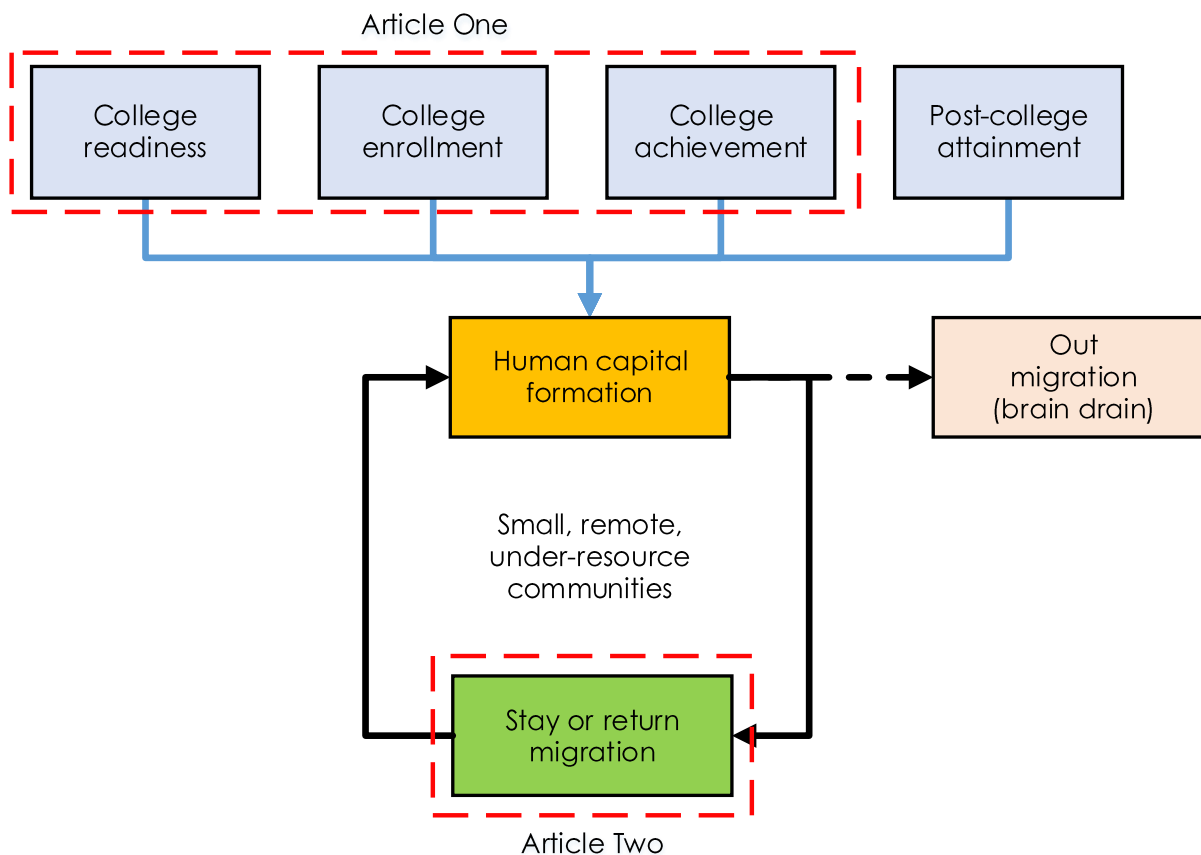 Article One
College
readiness
College
enrollment
College
achievement
Post-college
attainment
Human capital
formation
Out
migration
(brain drain)
Small, remote,
under-resource
communities
Stay or return
migration
Article Two